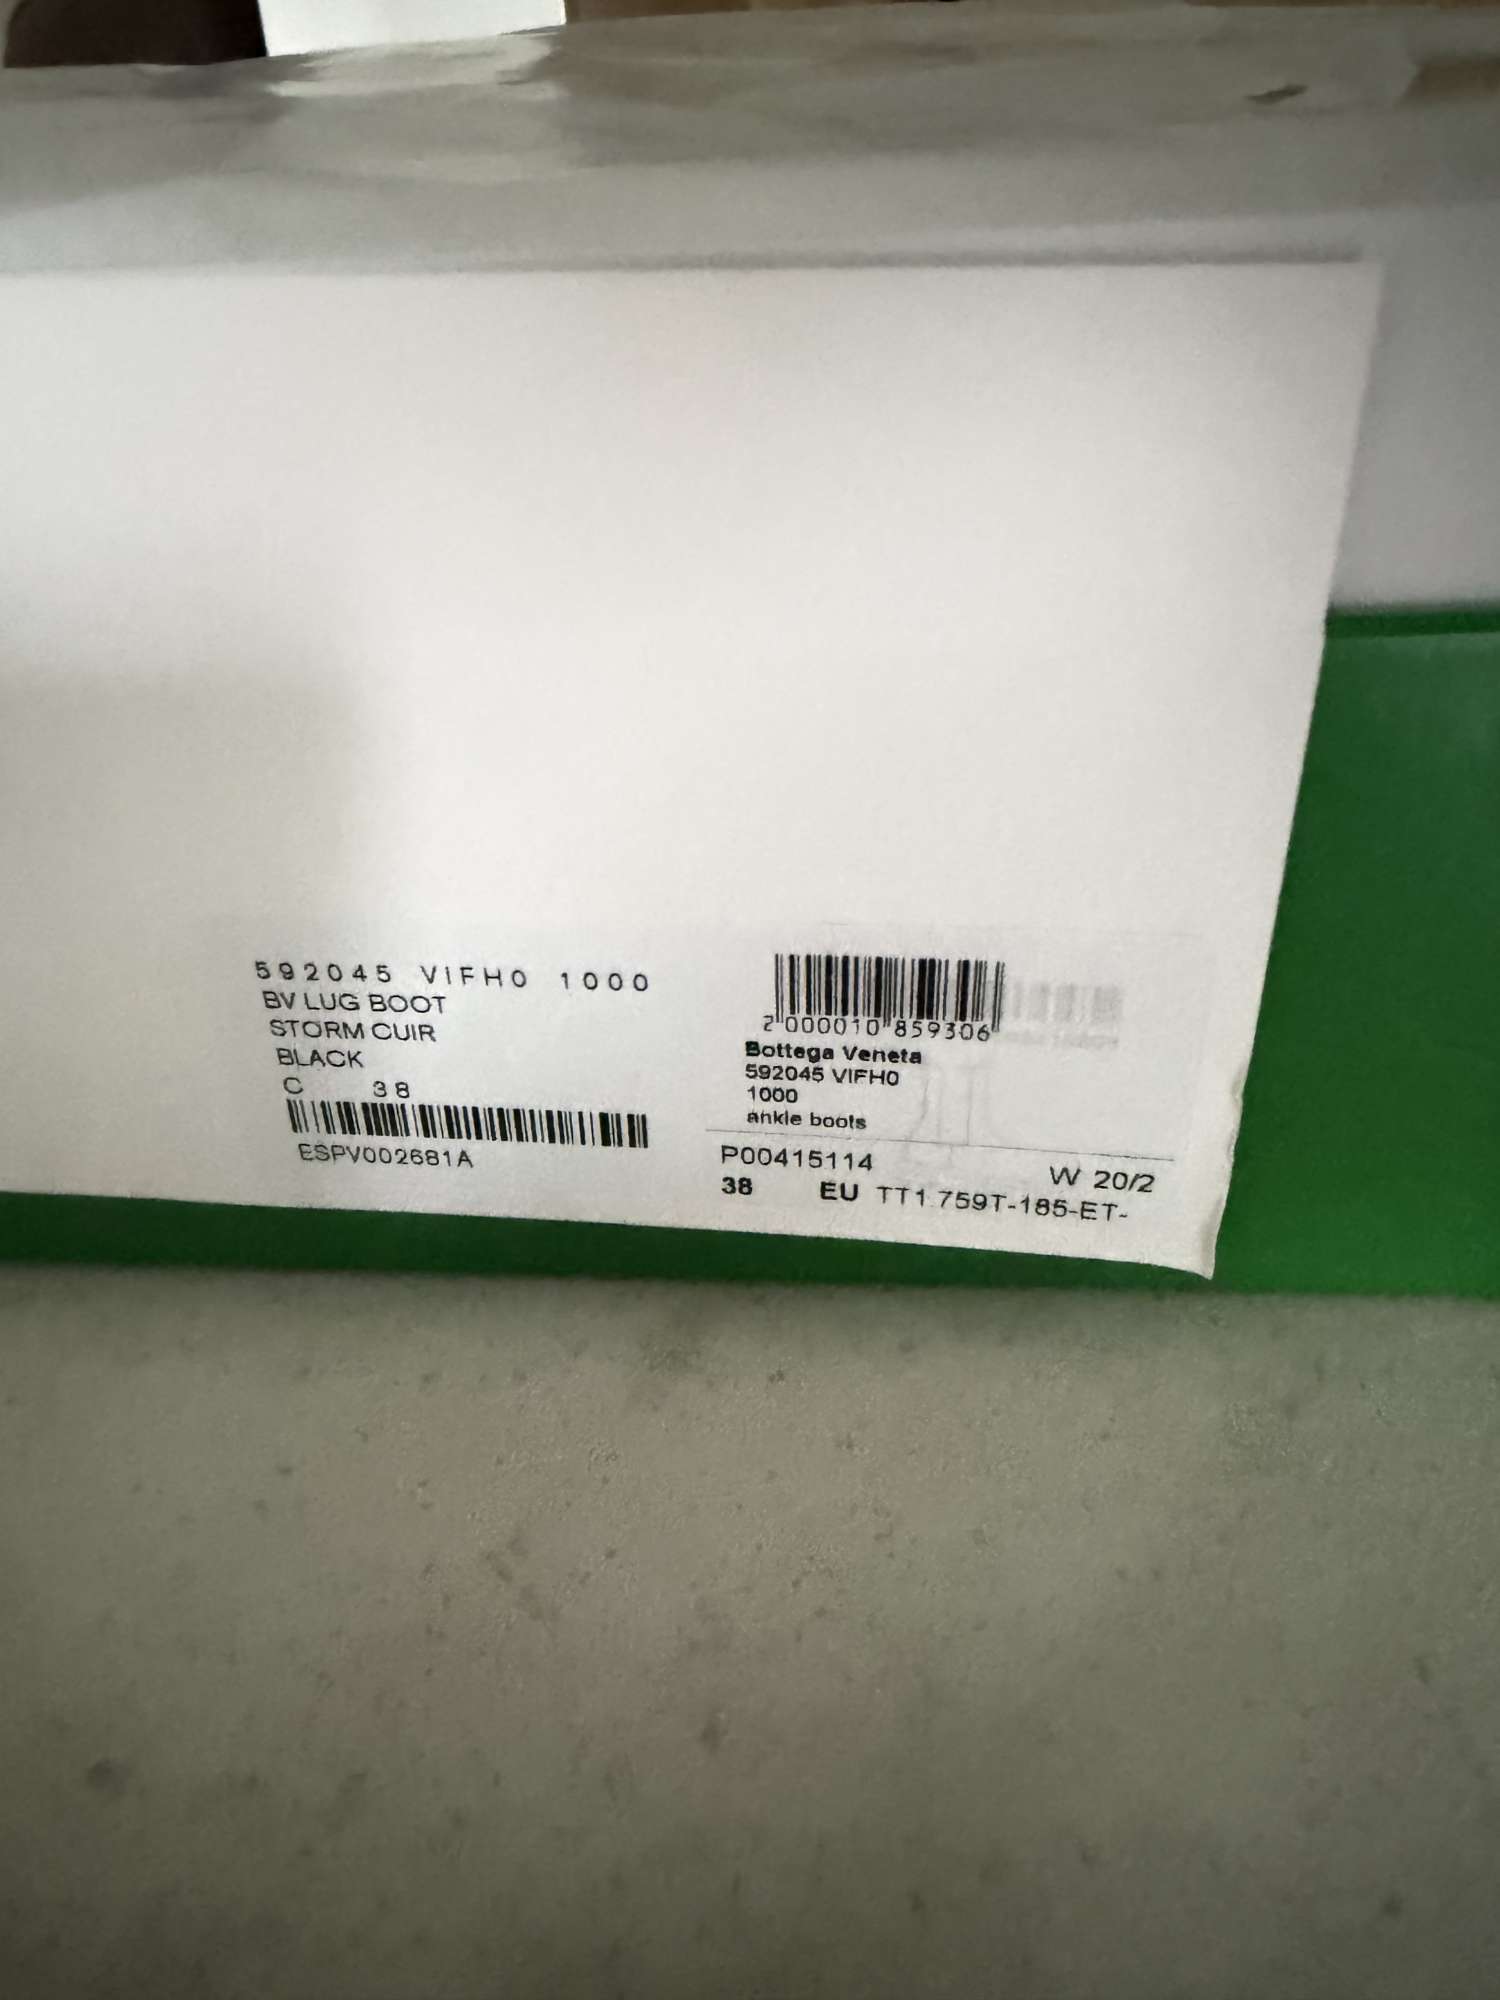 592045 VIFH0 1000
BV LUG BOOT
STORM CUIR
BLACK
C 38
ESPV002681A
2 000010 859306
Bottega Veneta
592045 VIFH0
1000
ankle boots
P00415114 W 20/2
38 EU TT1 759T-185-ET-